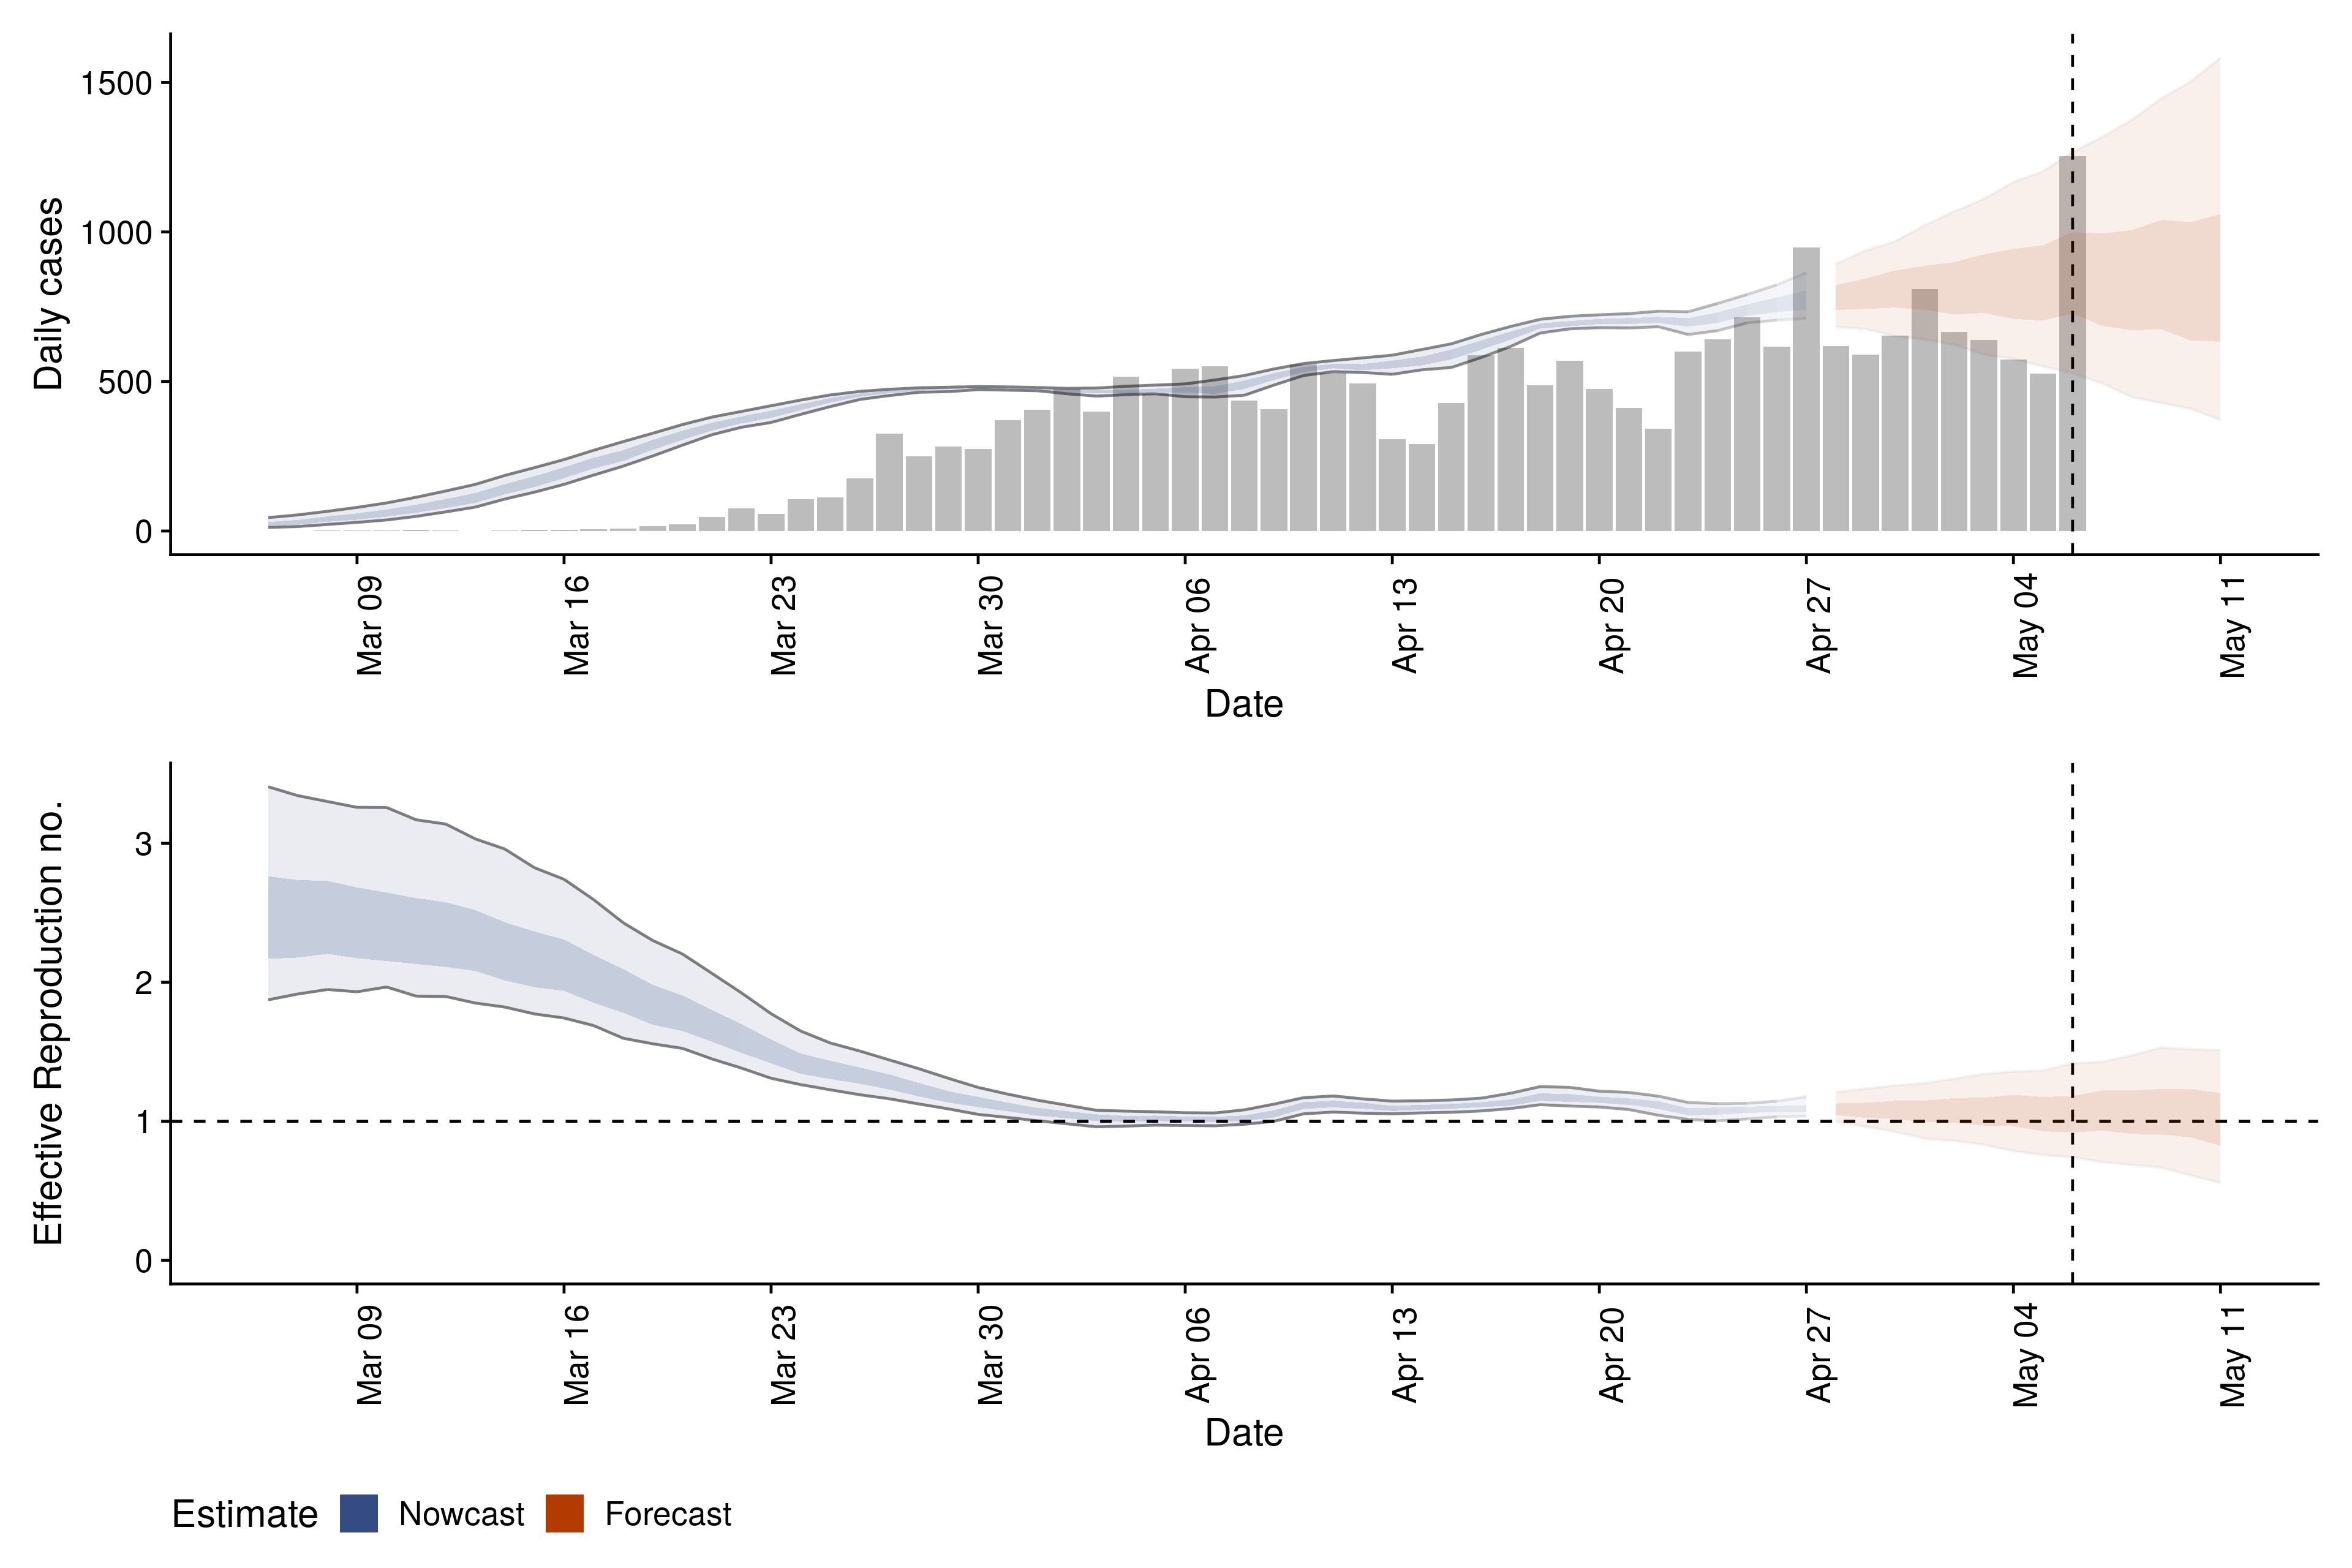 Daily cases
1500
1000
500
0
Mar 09
Mar 16
Mar 23
Mar 30
Apr 06
Apr 13
Apr 20
Apr 27
May 04
May 11
Date
Effective Reproduction no.
3
2
1
0
Mar 09
Mar 16
Mar 23
Mar 30
Apr 06
Apr 13
Apr 20
Apr 27
May 04
May 11
Date
Estimate Nowcast Forecast